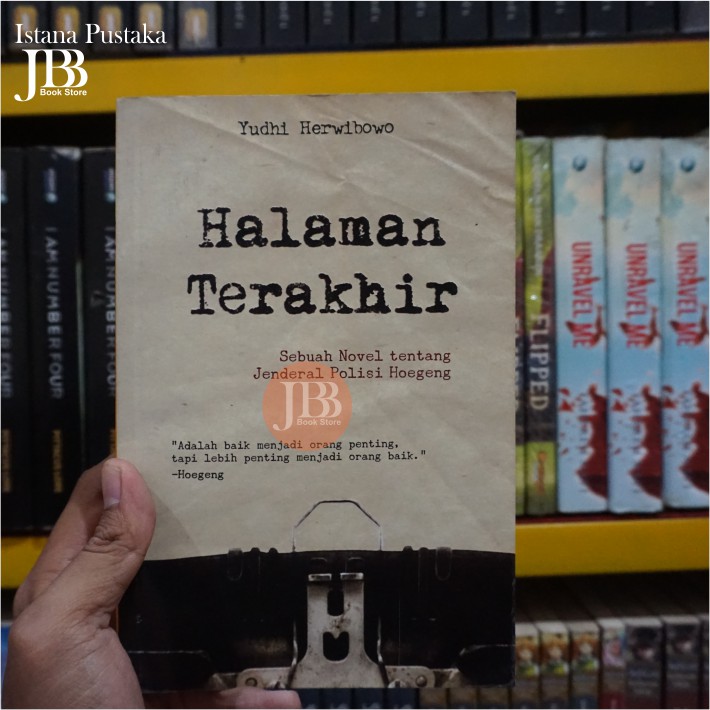 Istana Pustaka
JBB
Book Store
Yudhi Herwibowo
Halaman
Terakhir
Sebuah Novel tentang
Jenderal Polisi Hoegeng
JBB
Book Store
"Adalah baik menjadi orang penting,
tapi lebih penting menjadi orang baik."
-Hoegeng
I AM NUMBER FOUR
I AM NUMBER FOUR
FLIPPED
UNRAVEL ME
UNRAVEL ME
UNRAVEL ME